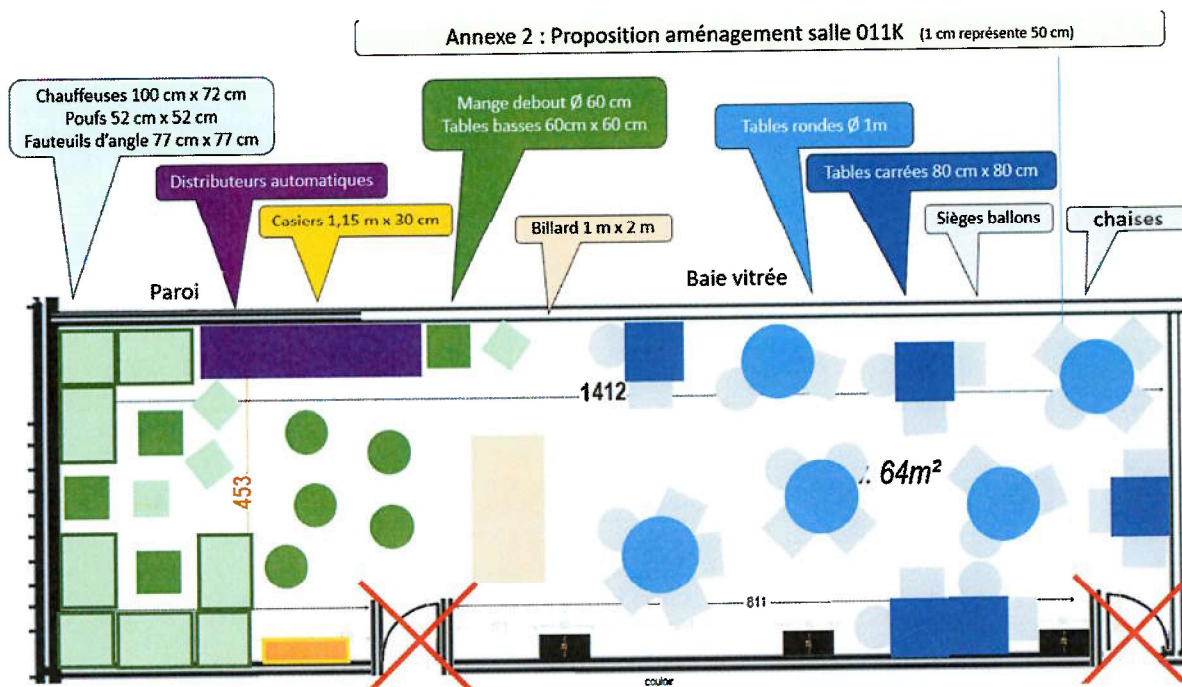 Annexe 2 : Proposition aménagement salle 011K (1 cm représente 50 cm)
Chauffeuses 100 cm x 72 cm
Poufs 52 cm x 52 cm
Fauteuils d'angle 77 cm x 77 cm
Mange debout Ø 60 cm
Tables basses 60cm x 60 cm
Tables rondes Ø 1m
Distributeurs automatiques
Tables carrées 80 cm x 80 cm
Casiers 1,15 m x 30 cm
Billard 1 m x 2 m
Sièges ballons
chaises
Paroi
Baie vitrée
1412
453
64m²
811
couloir